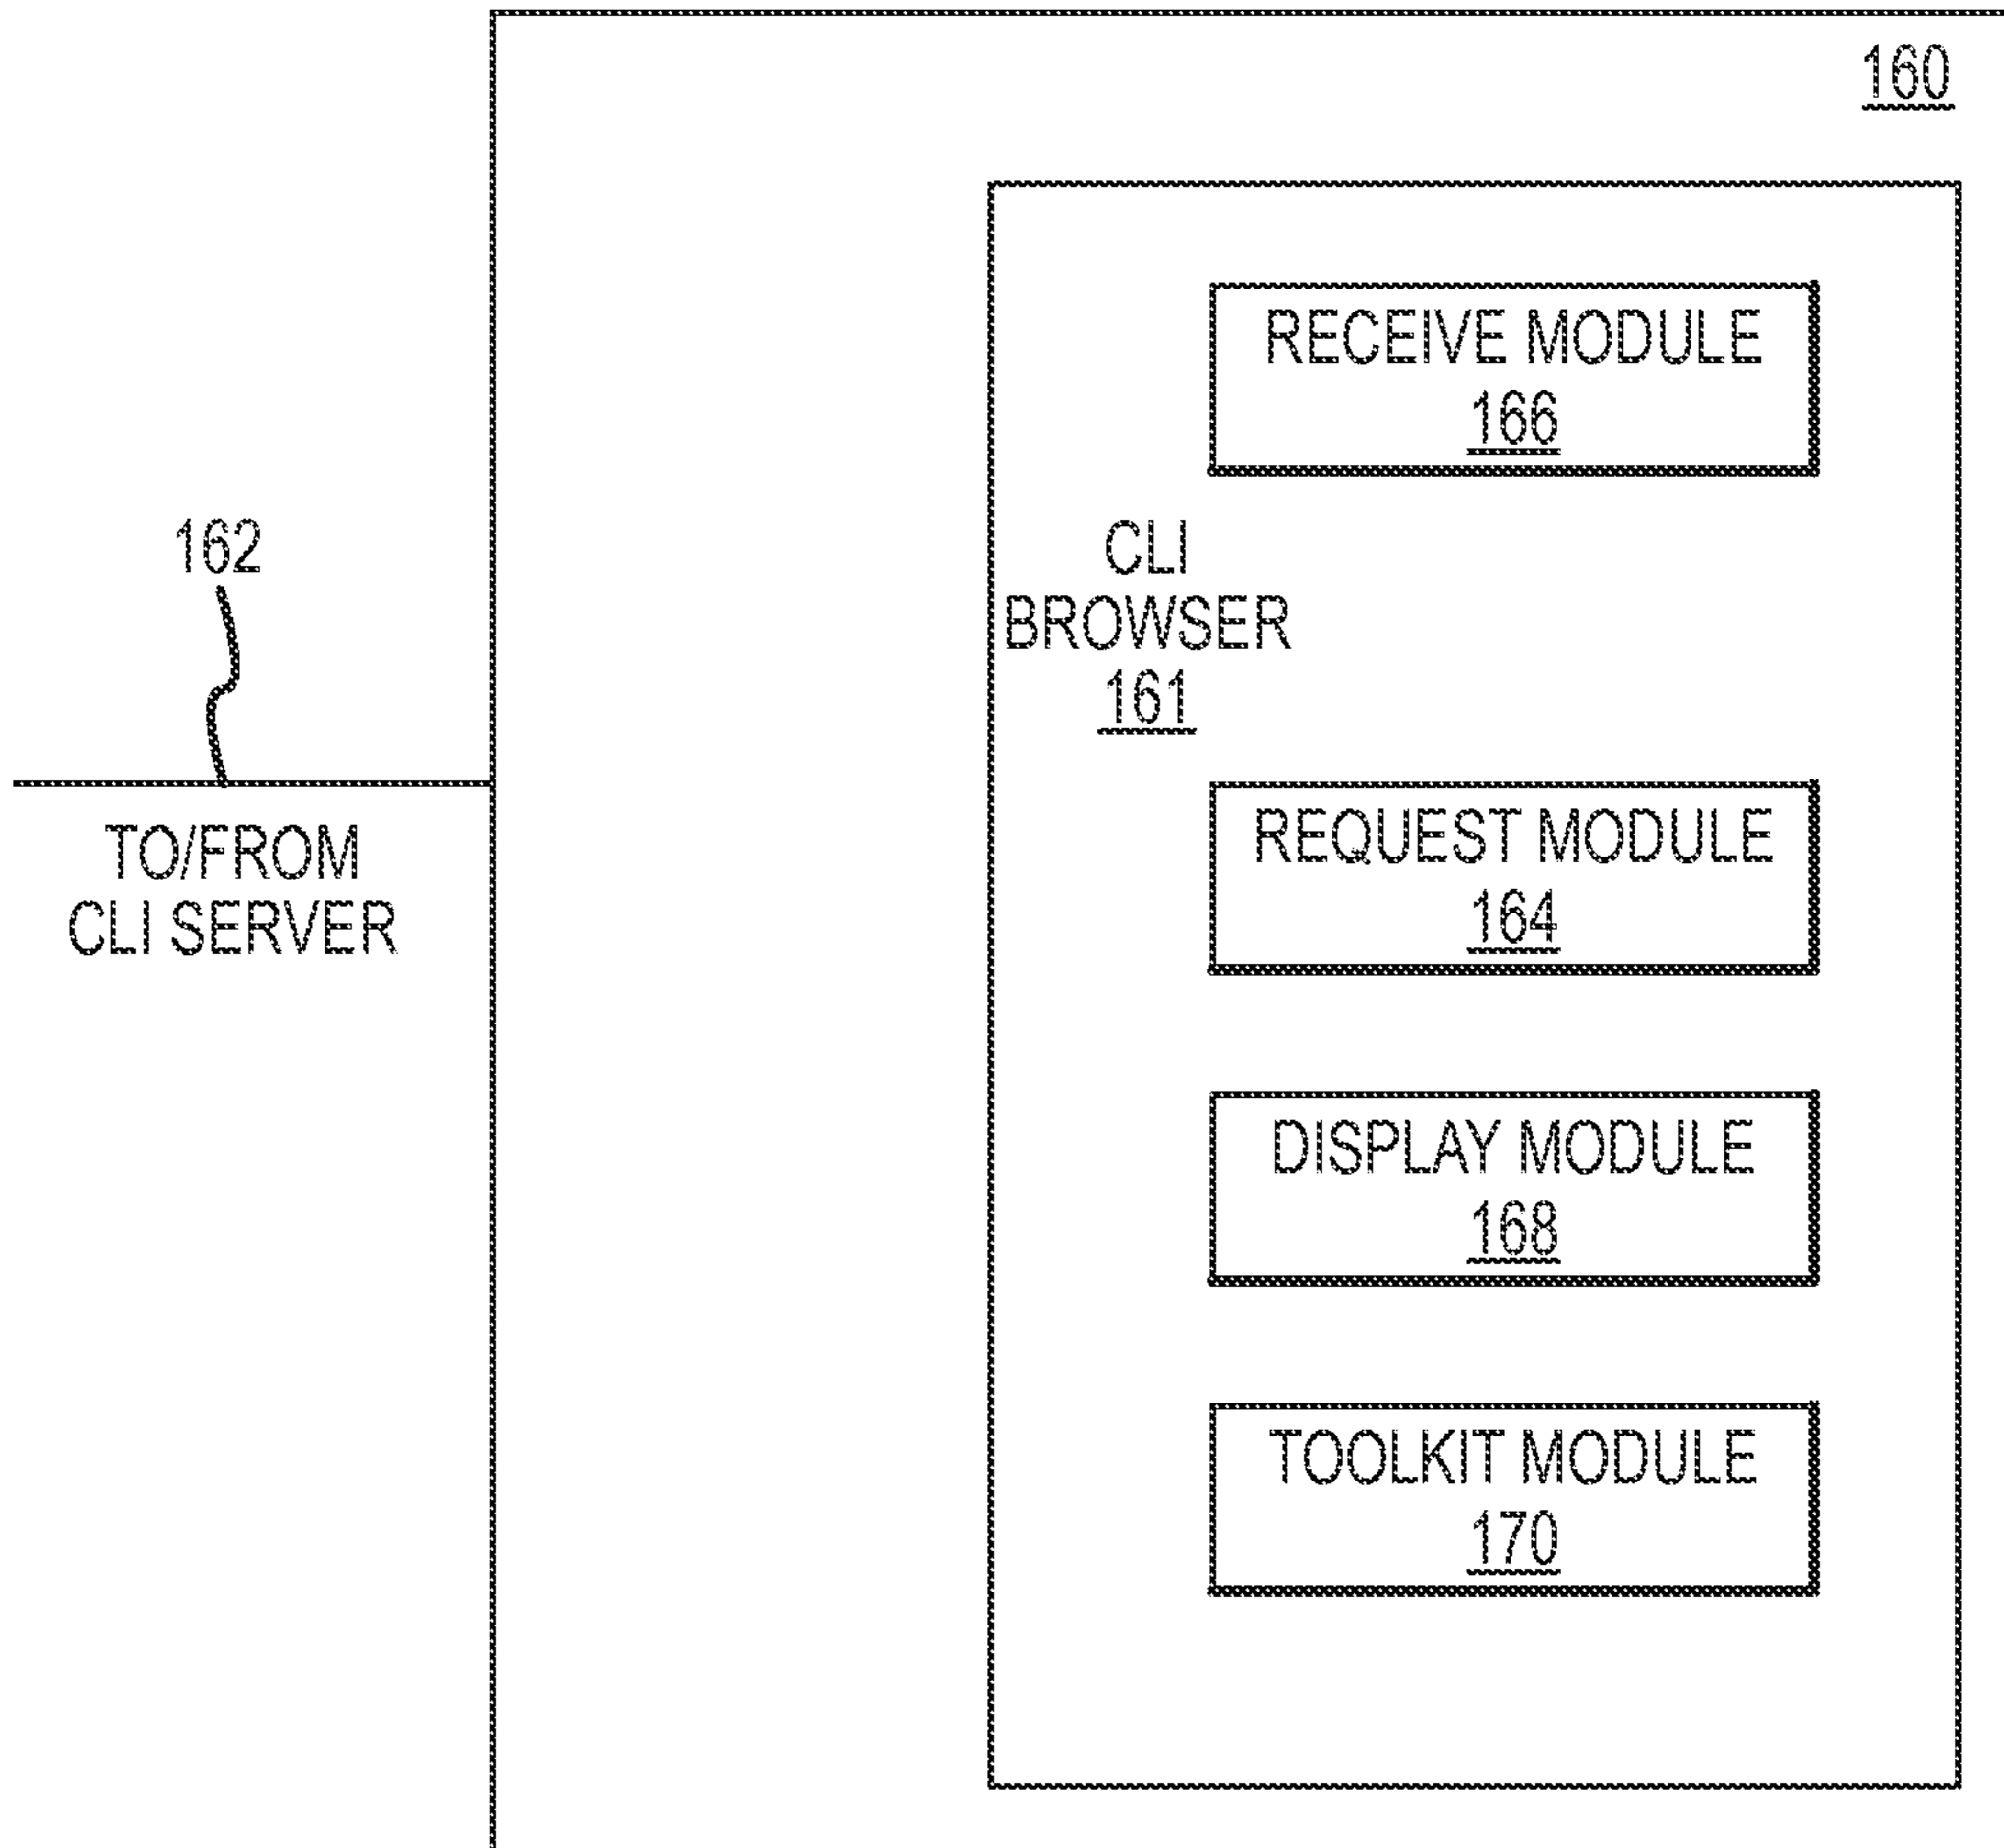 160
RECEIVE MODULE
166
162
CLI
BROWSER
161
TO/FROM
CLI SERVER
REQUEST MODULE
164
DISPLAY MODULE
168
TOOLKIT MODULE
170